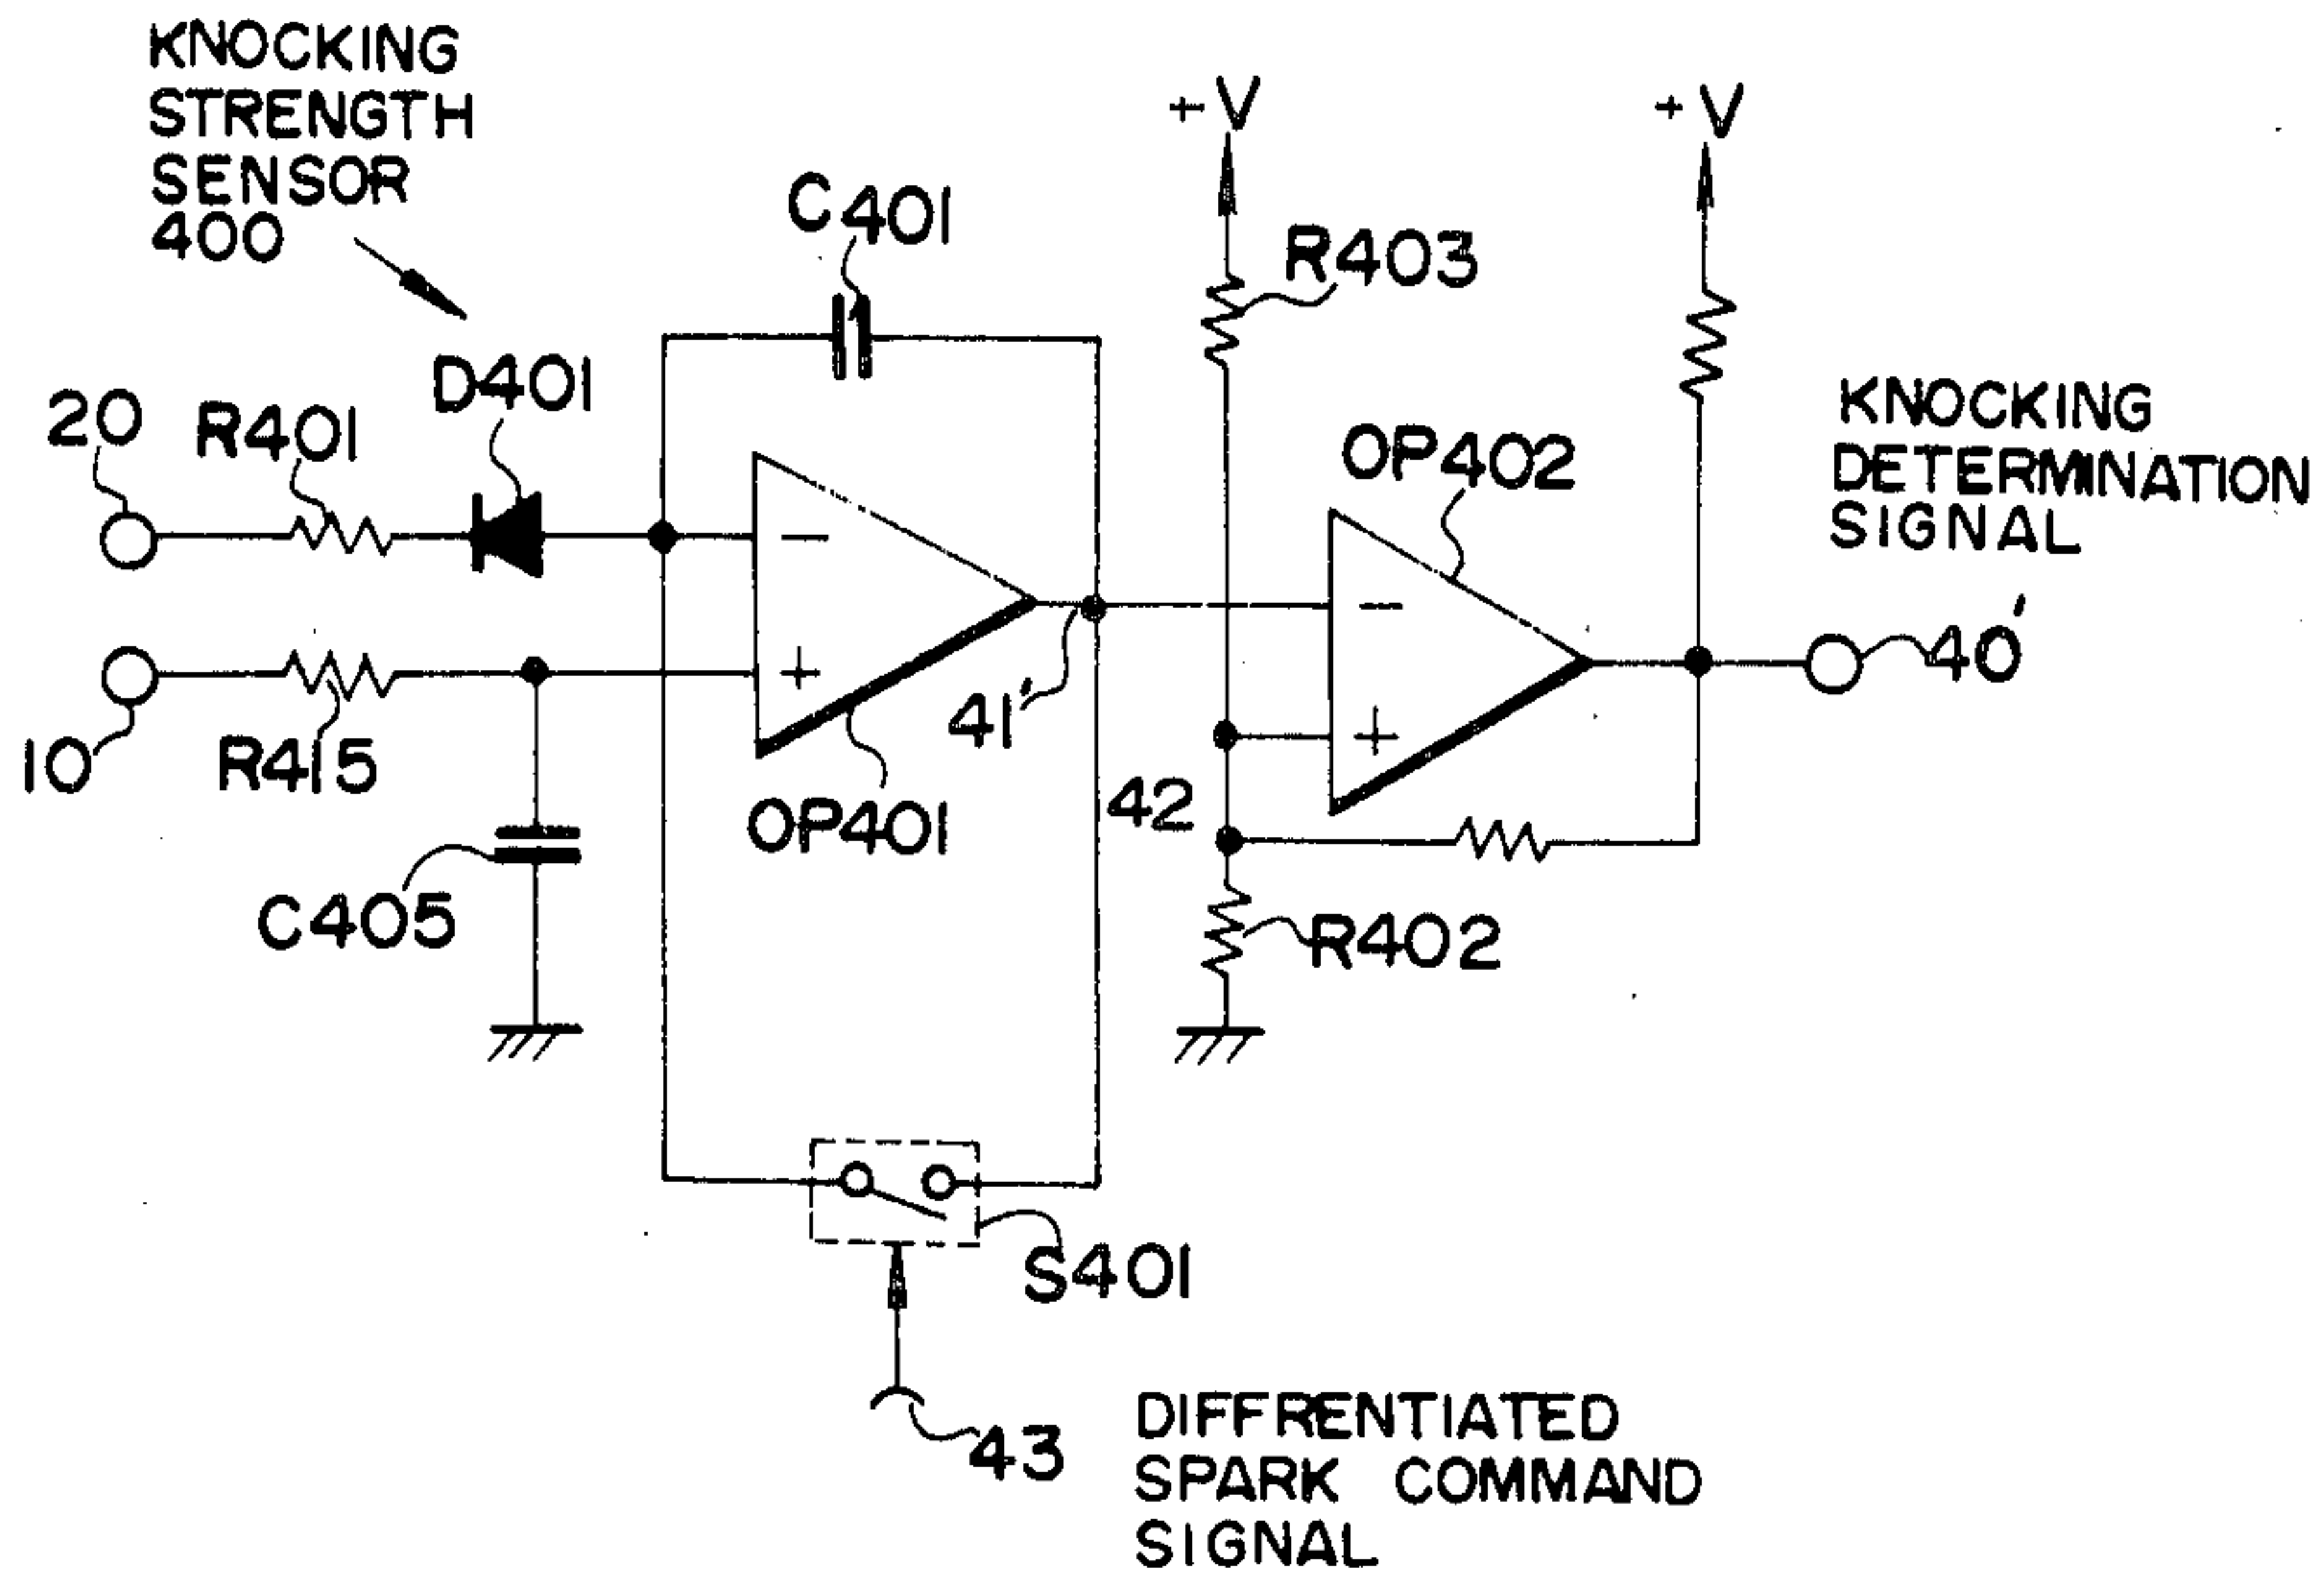 KNOCKING
STRENGTH
SENSOR
400
+V
+V
C401
R403
D401
20
R401
OP402
KNOCKING
DETERMINATION
SIGNAL
-
+
-
+
40'
41'
10
R415
OP401
42
C405
R402
S401
43
DIFFRENTIATED
SPARK COMMAND
SIGNAL